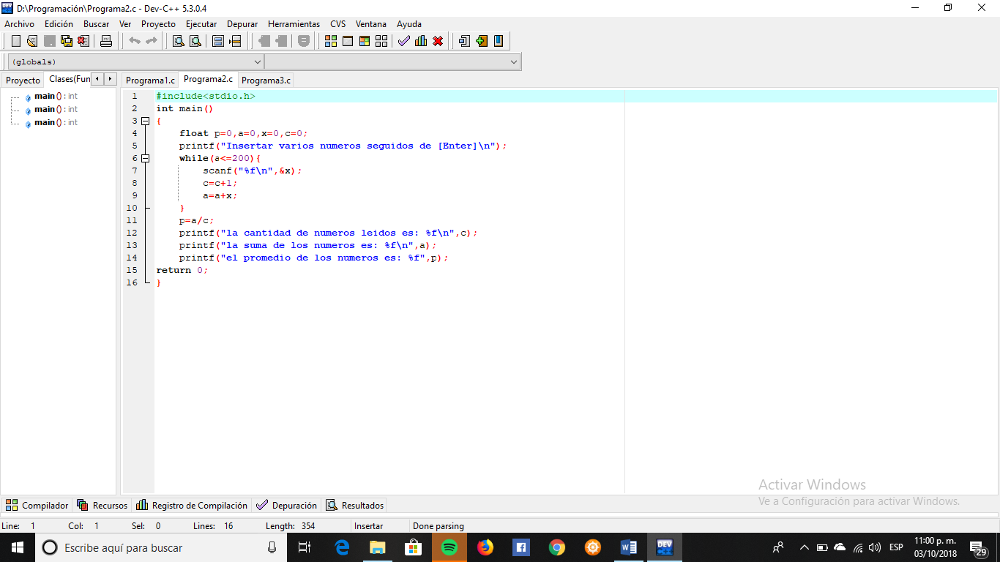 D:\Programación\Programa2.c - Dev-C++ 5.3.0.4
Archivo Edición Buscar Ver Proyecto Ejecutar Depurar Herramientas CVS Ventana Ayuda
(globals)
Proyecto Clases(Fun Programa1.c Programa2.c Programa3.c
main() : int
main() : int
main() : int
1 #include<stdio.h>
2 int main()
3 {
4 float p=0,a=0,x=0,c=0;
5 printf("Insertar varios numeros seguidos de [Enter]\n");
6 while(a<=200){
7 scanf("%f\n",&x);
8 c=c+1;
9 a=a+x;
10 }
11 p=a/c;
12 printf("la cantidad de numeros leidos es: %f\n",c);
13 printf("la suma de los numeros es: %f\n",a);
14 printf("el promedio de los numeros es: %f",p);
15 return 0;
16 }
Activar Windows
Ve a Configuración para activar Windows.
Compilador Recursos Registro de Compilación Depuración Resultados
Line: 1 Col: 1 Sel: 0 Lines: 16 Length: 354 Insertar Done parsing
Escribe aquí para buscar
DEV
ESP
11:00 p. m.
03/10/2018
29